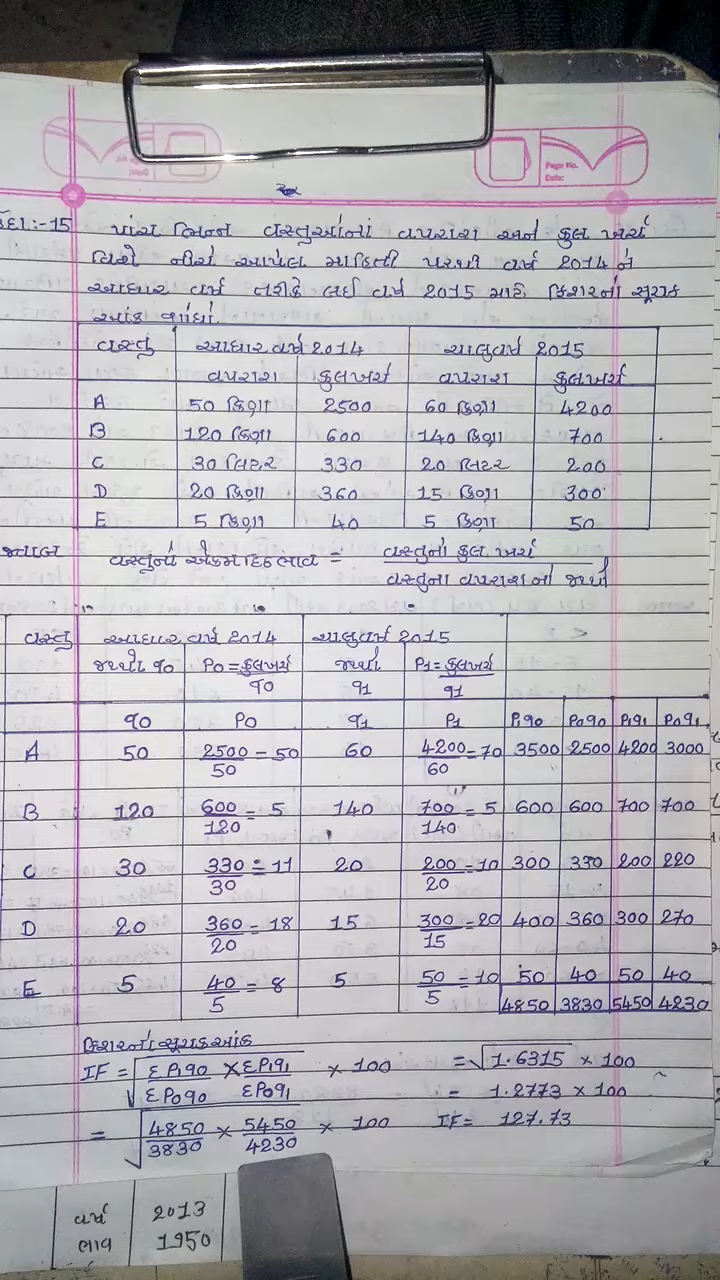 Page No.
Date:
ઉદા:-15 પાંચ ભિન્ન વસ્તુઓનાં વપરાશ અને કુલ ખર્ચ
વિશે નીચે આપેલ માહિતી પરથી વર્ષ 2014 ને
આધાર વર્ષ તરીકે લઈ વર્ષ 2015 માટે ફિશરનો સૂચક
આંક શોધો.
વસ્તુ આધાર વર્ષ 2014 ચાલુવર્ષ 2015
વપરાશ કુલખર્ચ વપરાશ કુલખર્ચ
A 50 કિગ્રા 2500 60 કિગ્રા 4200
B 120 કિગ્રા 600 140 કિગ્રા 700
C 30 લિટર 330 20 લિટર 200
D 20 કિગ્રા 360 15 કિગ્રા 300
E 5 કિગ્રા 40 5 કિગ્રા 50
જવાબ વસ્તુનો એકમ દિઠ ભાવ = વસ્તુનો કુલ ખર્ચ / વસ્તુના વપરાશ નો જથ્થો
વસ્તુ આધાર વર્ષ 2014 ચાલુવર્ષ 2015
જથ્થો q0 P0 = કુલખર્ચ / q0 જથ્થો q1 P1 = કુલખર્ચ / q1
q0 P0 q1 P1 P1q0 P0q0 P1q1 P0q1
A 50 2500/50 = 50 60 4200/60 = 70 3500 2500 4200 3000
B 120 600/120 = 5 140 700/140 = 5 600 600 700 700
C 30 330/30 = 11 20 200/20 = 10 300 330 200 220
D 20 360/20 = 18 15 300/15 = 20 400 360 300 270
E 5 40/5 = 8 5 50/5 = 10 50 40 50 40
4850 3830 5450 4230
ફિશરનો સૂચકઆંક
IF = √(ΣP1q0/ΣP0q0 × ΣP1q1/ΣP0q1) × 100 = √1.6315 × 100
= 1.2773 × 100
= √(4850/3830 × 5450/4230) × 100 IF = 127.73
વર્ષ 2013
ભાવ 1950